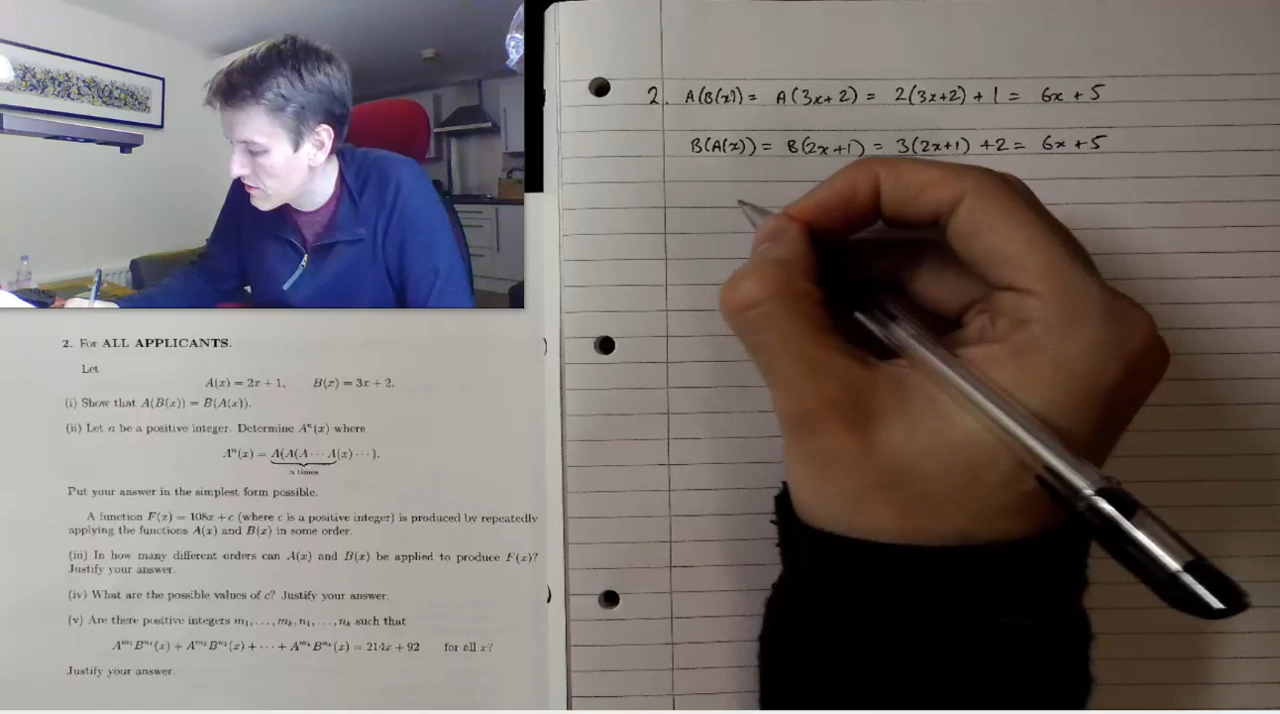 2. A(B(x)) = A(3x+2) = 2(3x+2) + 1 = 6x + 5
B(A(x)) = B(2x+1) = 3(2x+1) + 2 = 6x + 5
2. For ALL APPLICANTS.
Let
A(x) = 2x + 1, B(x) = 3x + 2.
(i) Show that A(B(x)) = B(A(x)).
(ii) Let n be a positive integer. Determine Aⁿ(x) where
Aⁿ(x) = A(A(A ⋯ A(x) ⋯ ).
n times
Put your answer in the simplest form possible.
A function F(x) = 108x + c (where c is a positive integer) is produced by repeatedly
applying the functions A(x) and B(x) in some order.
(iii) In how many different orders can A(x) and B(x) be applied to produce F(x)?
Justify your answer.
(iv) What are the possible values of c? Justify your answer.
(v) Are there positive integers m₁, . . . , mₖ, n₁, . . . , nₖ such that
A^{m₁}B^{n₁}(x) + A^{m₂}B^{n₂}(x) + ⋯ + A^{mₖ}B^{nₖ}(x) = 214x + 92 for all x?
Justify your answer.